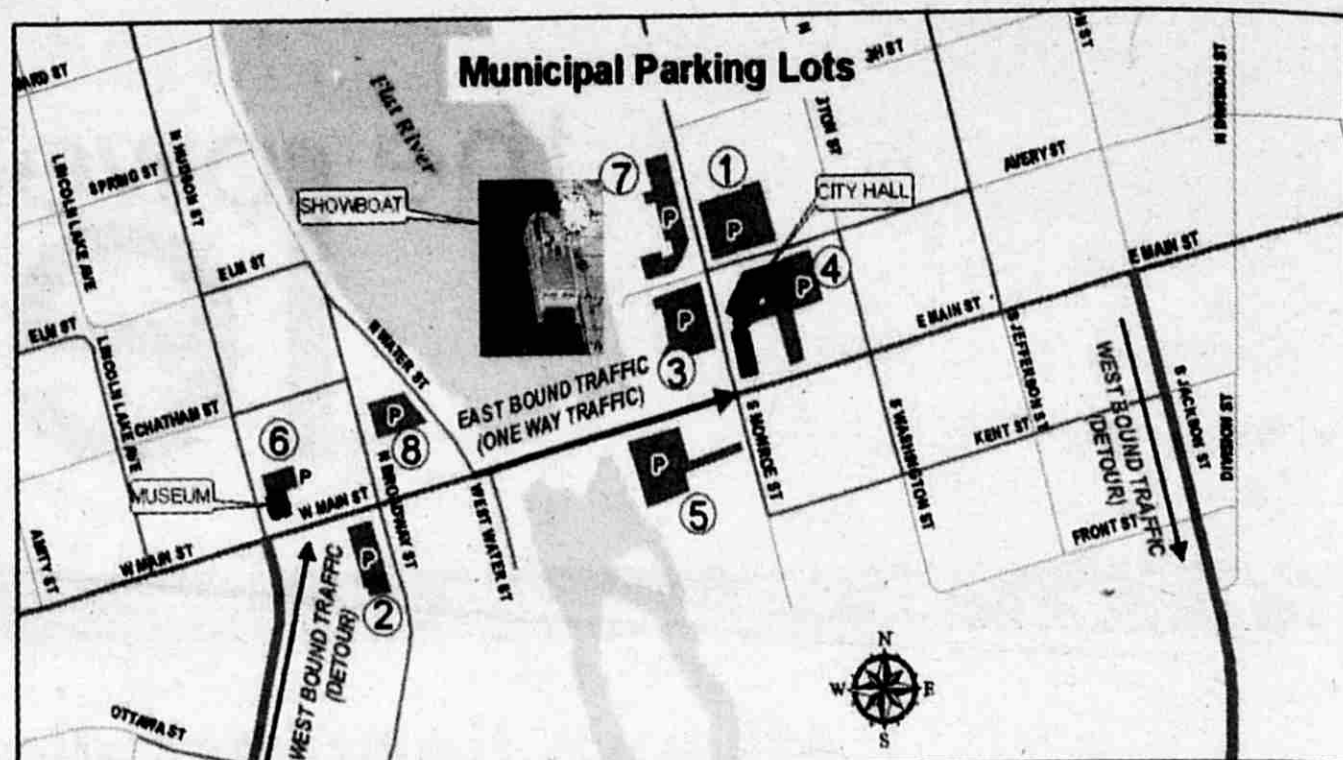 Municipal Parking Lots
Flat River
SHOWBOAT
CITY HALL
MUSEUM
SPRING ST
N HUDSON ST
LINCOLN LAKE AVE
ELM ST
ELM ST
LINCOLN LAKE AVE
CHATHAM ST
N WATER ST
N BROADWAY ST
W MAIN ST
W MAIN ST
AMITY ST
OTTAWA ST
WEST WATER ST
EAST BOUND TRAFFIC
(ONE WAY TRAFFIC)
WEST BOUND TRAFFIC
(DETOUR)
AVERY ST
N DIVISION ST
E MAIN ST
E MAIN ST
S MONROE ST
S WASHINGTON ST
S JEFFERSON ST
KENT ST
FRONT ST
S JACKSON ST
WEST BOUND TRAFFIC
(DETOUR)
1
P
2
P
3
P
4
P
5
P
6
P
7
P
8
P
N
W
E
S